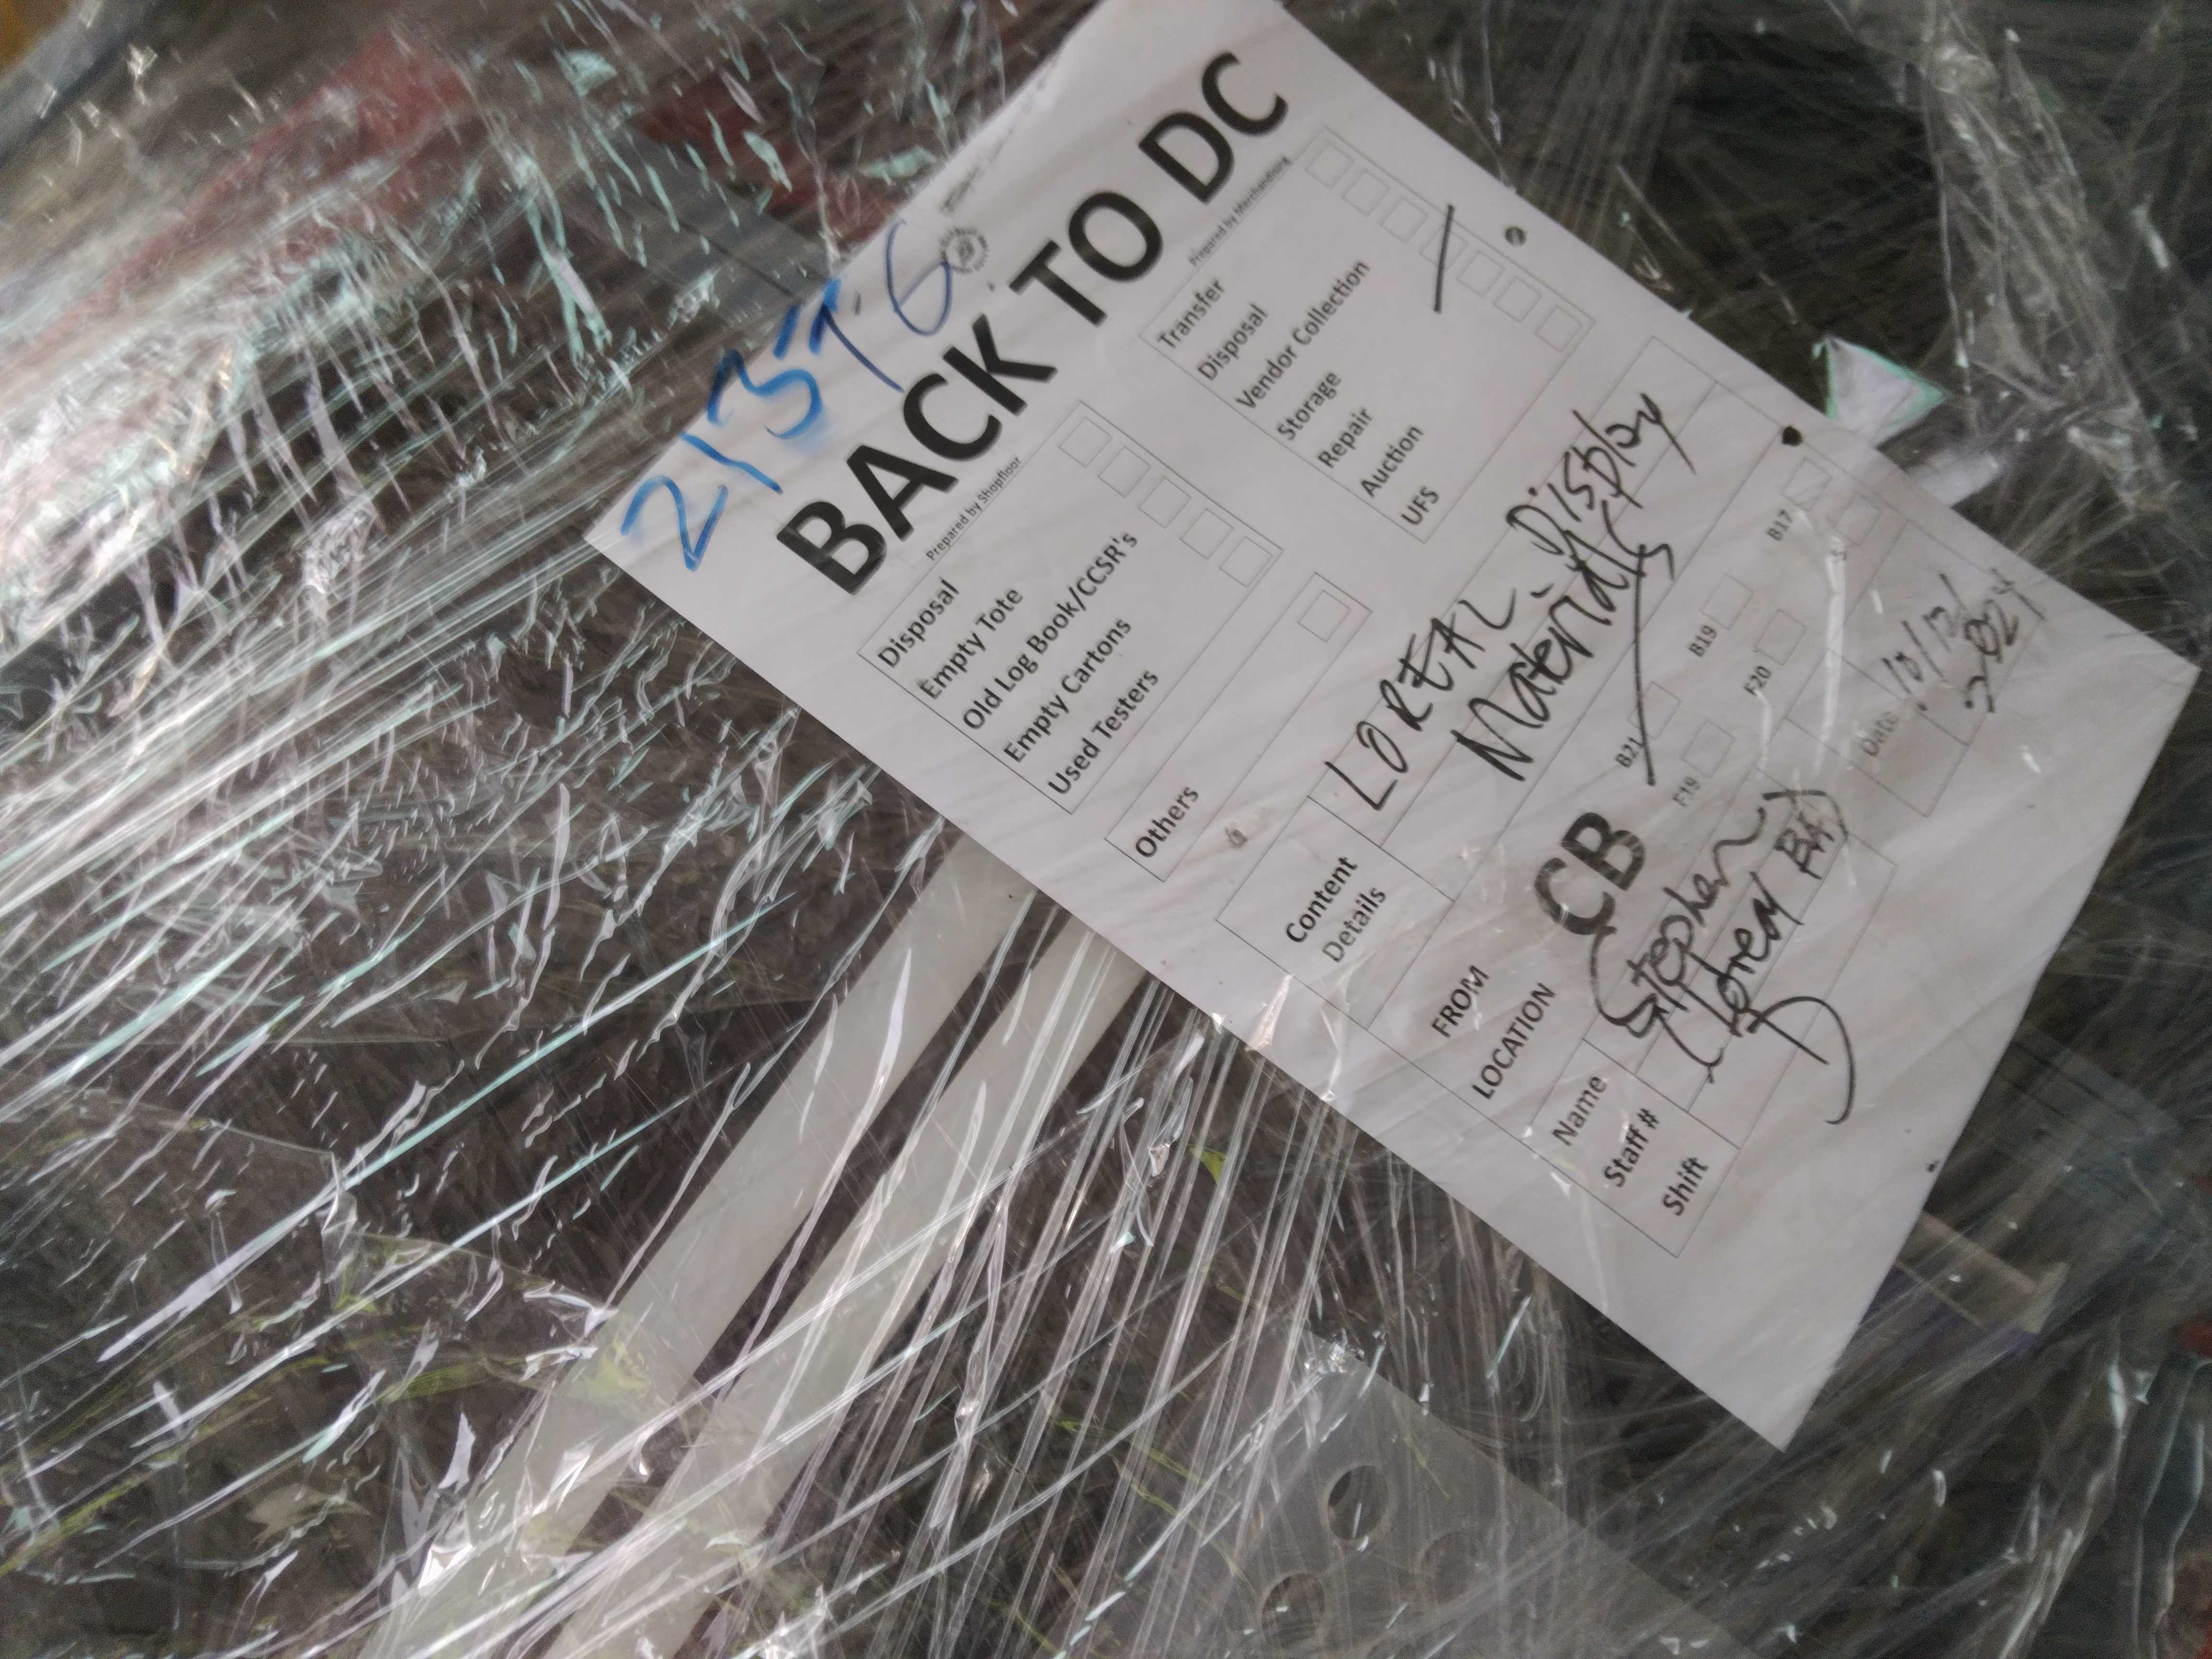 BACK TO DC
Prepared by Shopfloor
Disposal
Empty Tote
Old Log Book/CCSR's
Empty Cartons
Used Testers
Others
Prepared by Merchandising
Transfer
Disposal
Vendor Collection
Storage
Repair
Auction
UFS
Content Details
LOREAL - Display
Materials
FROM LOCATION
CB
B21
B19
B17
F19
F20
Name
Stephen
Staff #
(Loreal BA)
Shift
Date
10/12/
2024